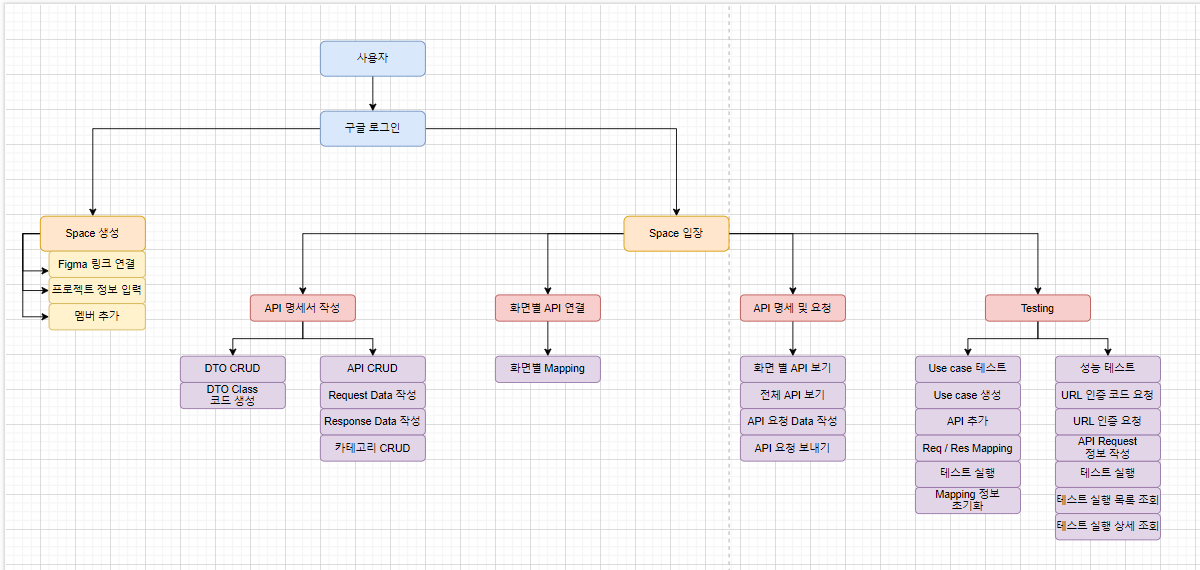 사용자
구글 로그인
Space 생성
Figma 링크 연결
프로젝트 정보 입력
멤버 추가
Space 입장
API 명세서 작성
DTO CRUD
DTO Class
코드 생성
API CRUD
Request Data 작성
Response Data 작성
카테고리 CRUD
화면별 API 연결
화면별 Mapping
API 명세 및 요청
화면 별 API 보기
전체 API 보기
API 요청 Data 작성
API 요청 보내기
Testing
Use case 테스트
Use case 생성
API 추가
Req / Res Mapping
테스트 실행
Mapping 정보
초기화
성능 테스트
URL 인증 코드 요청
URL 인증 요청
API Request
정보 작성
테스트 실행
테스트 실행 목록 조회
테스트 실행 상세 조회